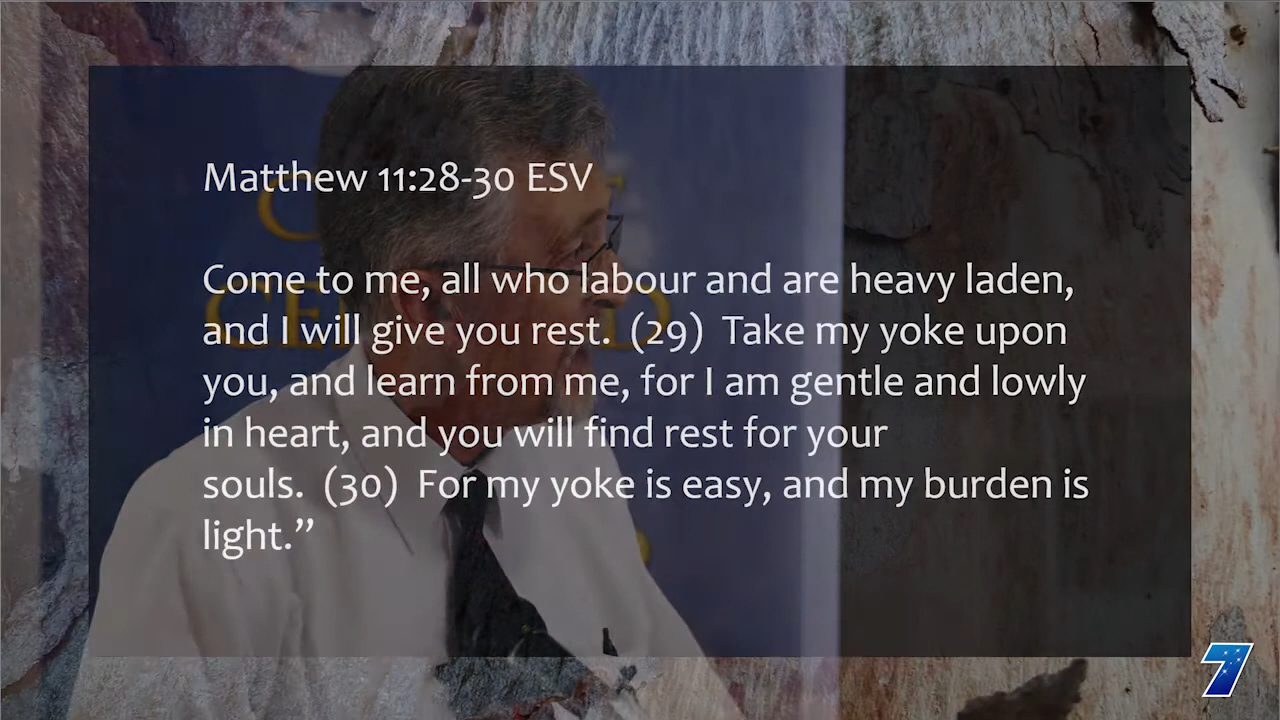 Matthew 11:28-30 ESV
Come to me, all who labour and are heavy laden,
and I will give you rest.  (29)  Take my yoke upon
you, and learn from me, for I am gentle and lowly
in heart, and you will find rest for your
souls.  (30)  For my yoke is easy, and my burden is
light.”
7